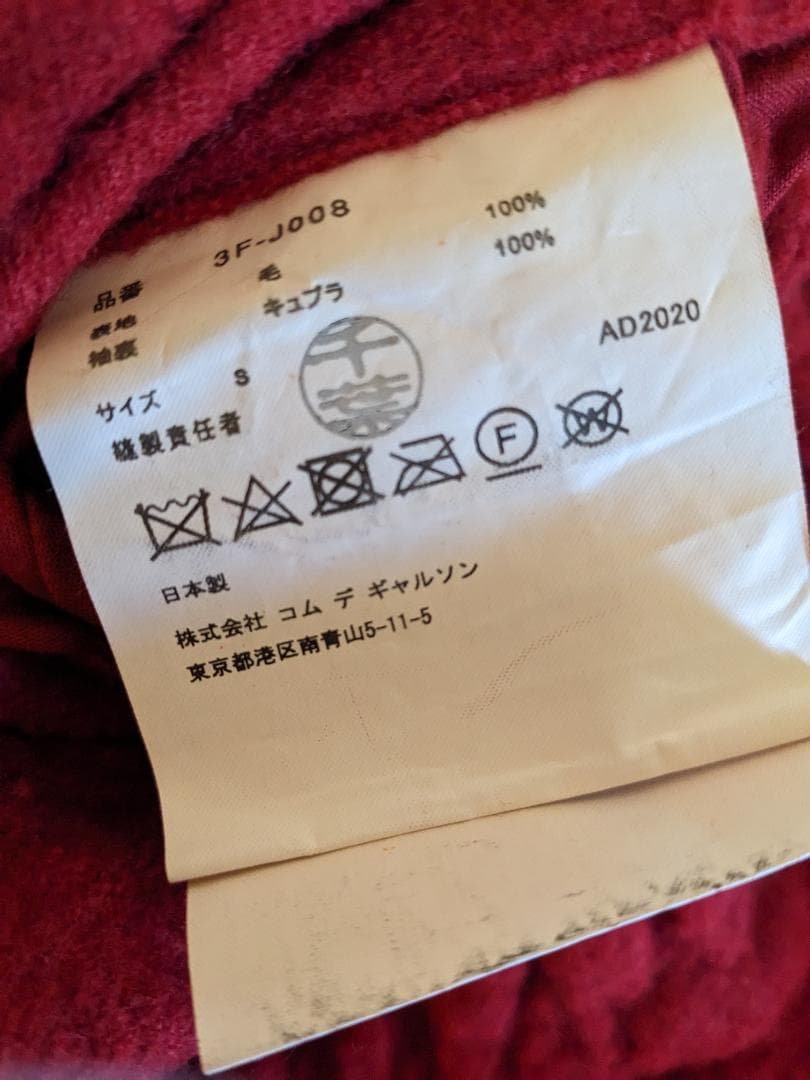 品番 3F-J008
表地 毛 100%
袖裏 キュプラ 100%
サイズ S
AD2020
縫製責任者 千葉
F
W
日本製
株式会社 コム デ ギャルソン
東京都港区南青山5-11-5